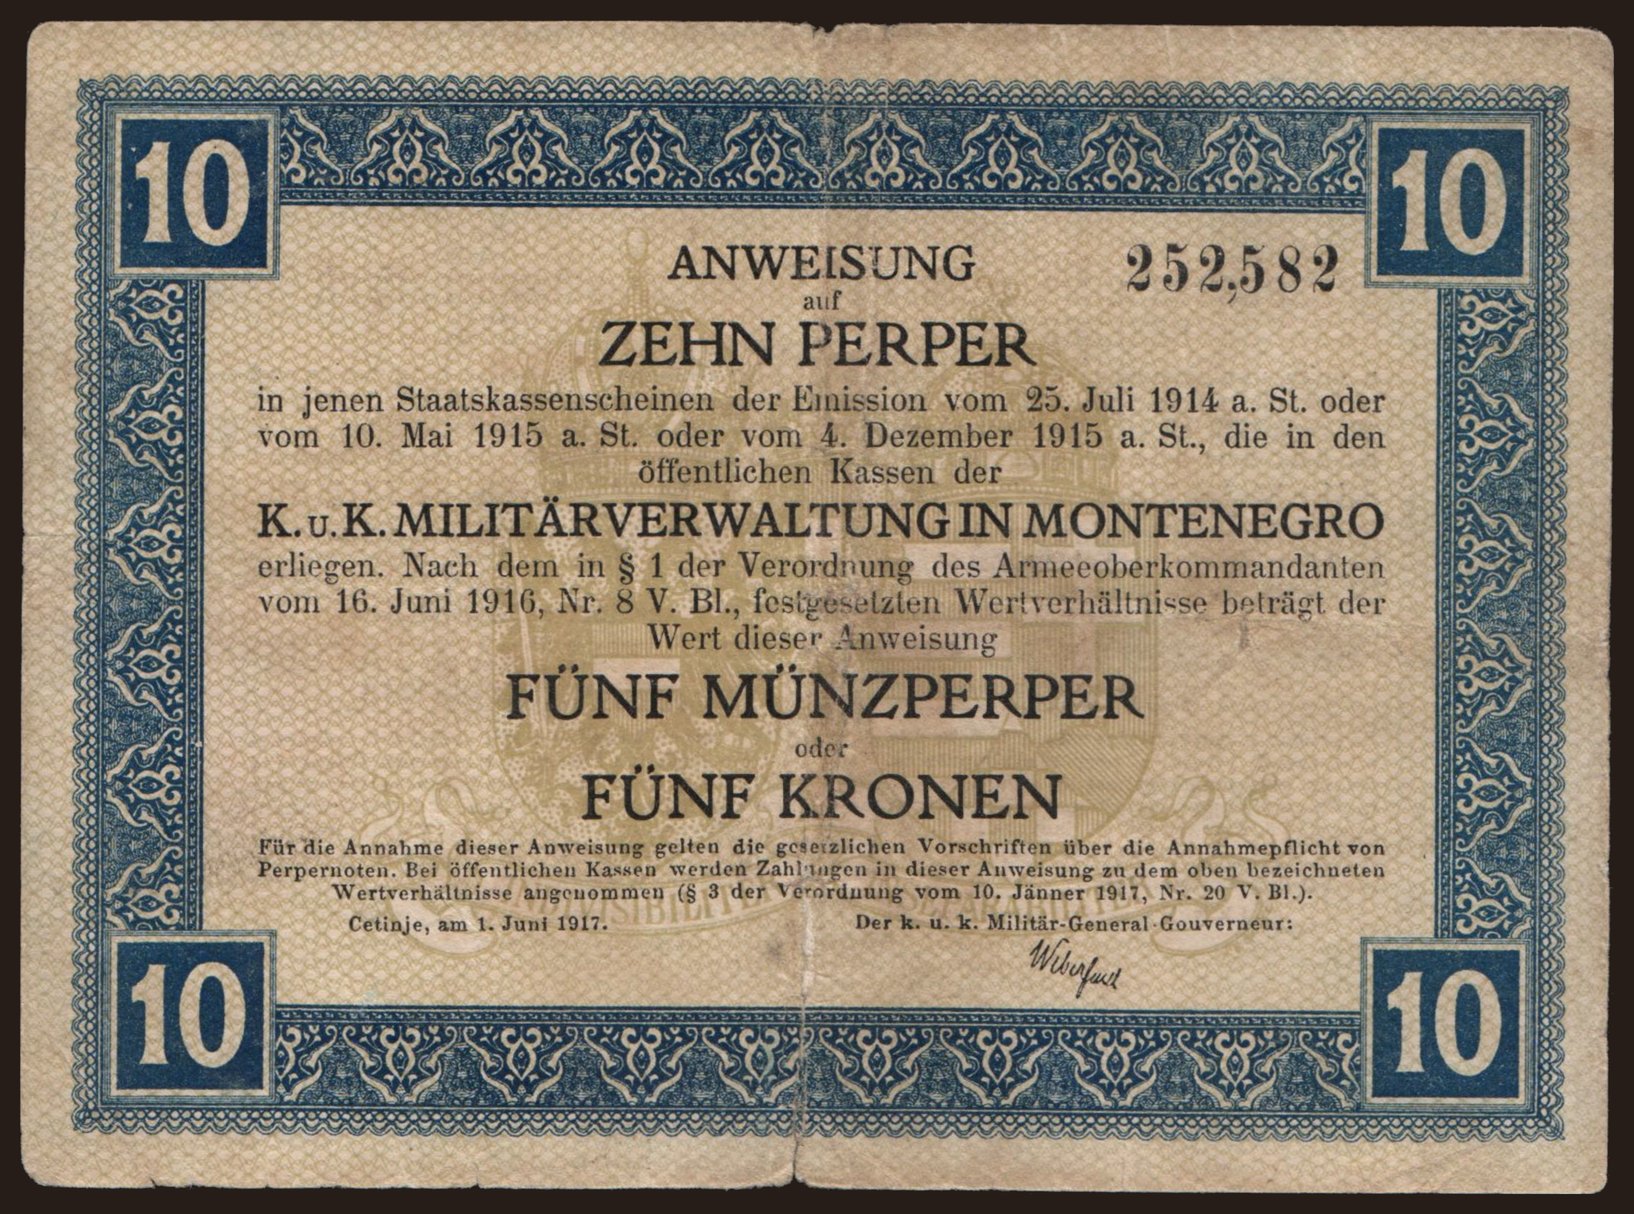 10
10
ANWEISUNG
252,582
auf
ZEHN PERPER
in jenen Staatskassenscheinen der Emission vom 25. Juli 1914 a. St. oder
vom 10. Mai 1915 a. St. oder vom 4. Dezember 1915 a. St., die in den
öffentlichen Kassen der
K. u. K. MILITÄRVERWALTUNG IN MONTENEGRO
erliegen. Nach dem in § 1 der Verordnung des Armeeoberkommandanten
vom 16. Juni 1916, Nr. 8 V. Bl., festgesetzten Wertverhältnisse beträgt der
Wert dieser Anweisung
FÜNF MÜNZPERPER
oder
FÜNF KRONEN
Für die Annahme dieser Anweisung gelten die gesetzlichen Vorschriften über die Annahmepflicht von
Perpernoten. Bei öffentlichen Kassen werden Zahlungen in dieser Anweisung zu dem oben bezeichneten
Wertverhältnisse angenommen (§ 3 der Verordnung vom 10. Jänner 1917, Nr. 20 V. Bl.).
Cetinje, am 1. Juni 1917.
Der k. u. k. Militär-General-Gouverneur:
10
10